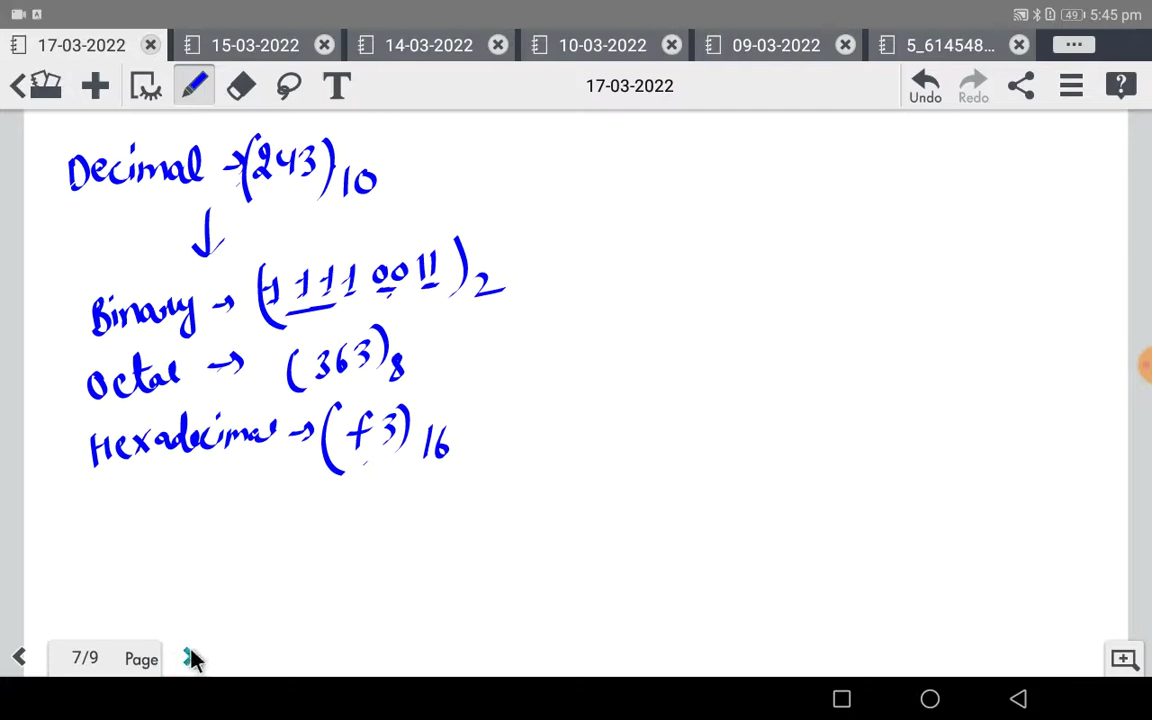 49 5:45 pm
17-03-2022 15-03-2022 14-03-2022 10-03-2022 09-03-2022 5_614548... ...
T 17-03-2022 Undo Redo ?
Decimal → (243)10
↓
Binary → (11110011)2
Octal → (363)8
Hexadecimal → (f3)16
7/9 Page